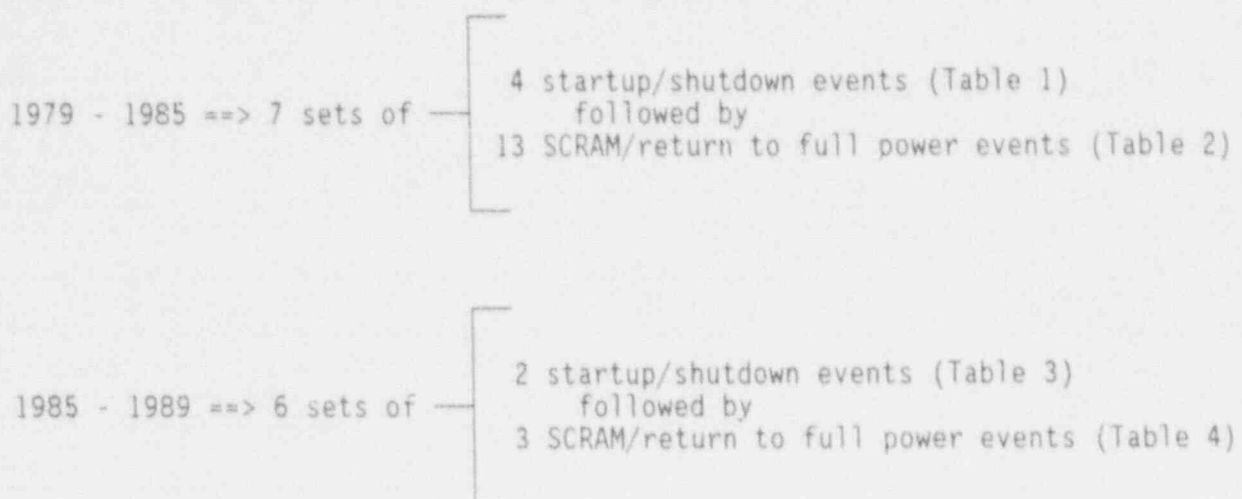 1979 - 1985 ==> 7 sets of
4 startup/shutdown events (Table 1)
followed by
13 SCRAM/return to full power events (Table 2)
1985 - 1989 ==> 6 sets of
2 startup/shutdown events (Table 3)
followed by
3 SCRAM/return to full power events (Table 4)